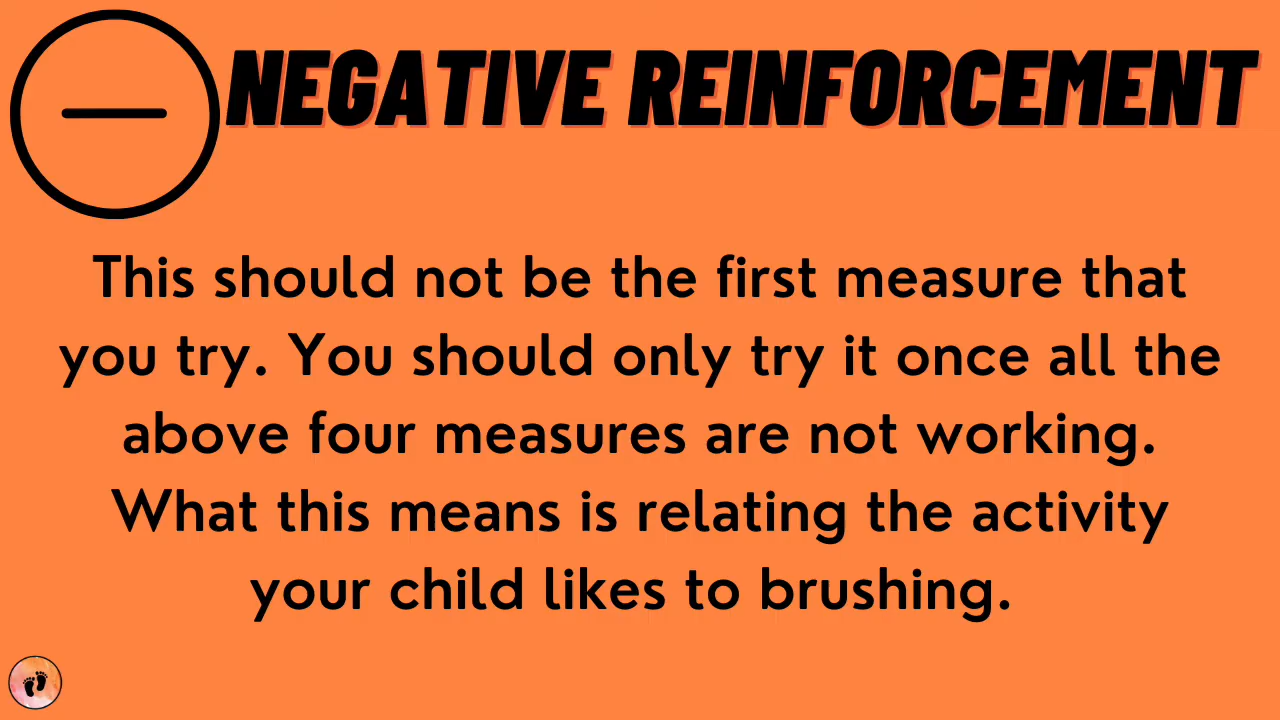 NEGATIVE REINFORCEMENT
This should not be the first measure that
you try. You should only try it once all the
above four measures are not working.
What this means is relating the activity
your child likes to brushing.